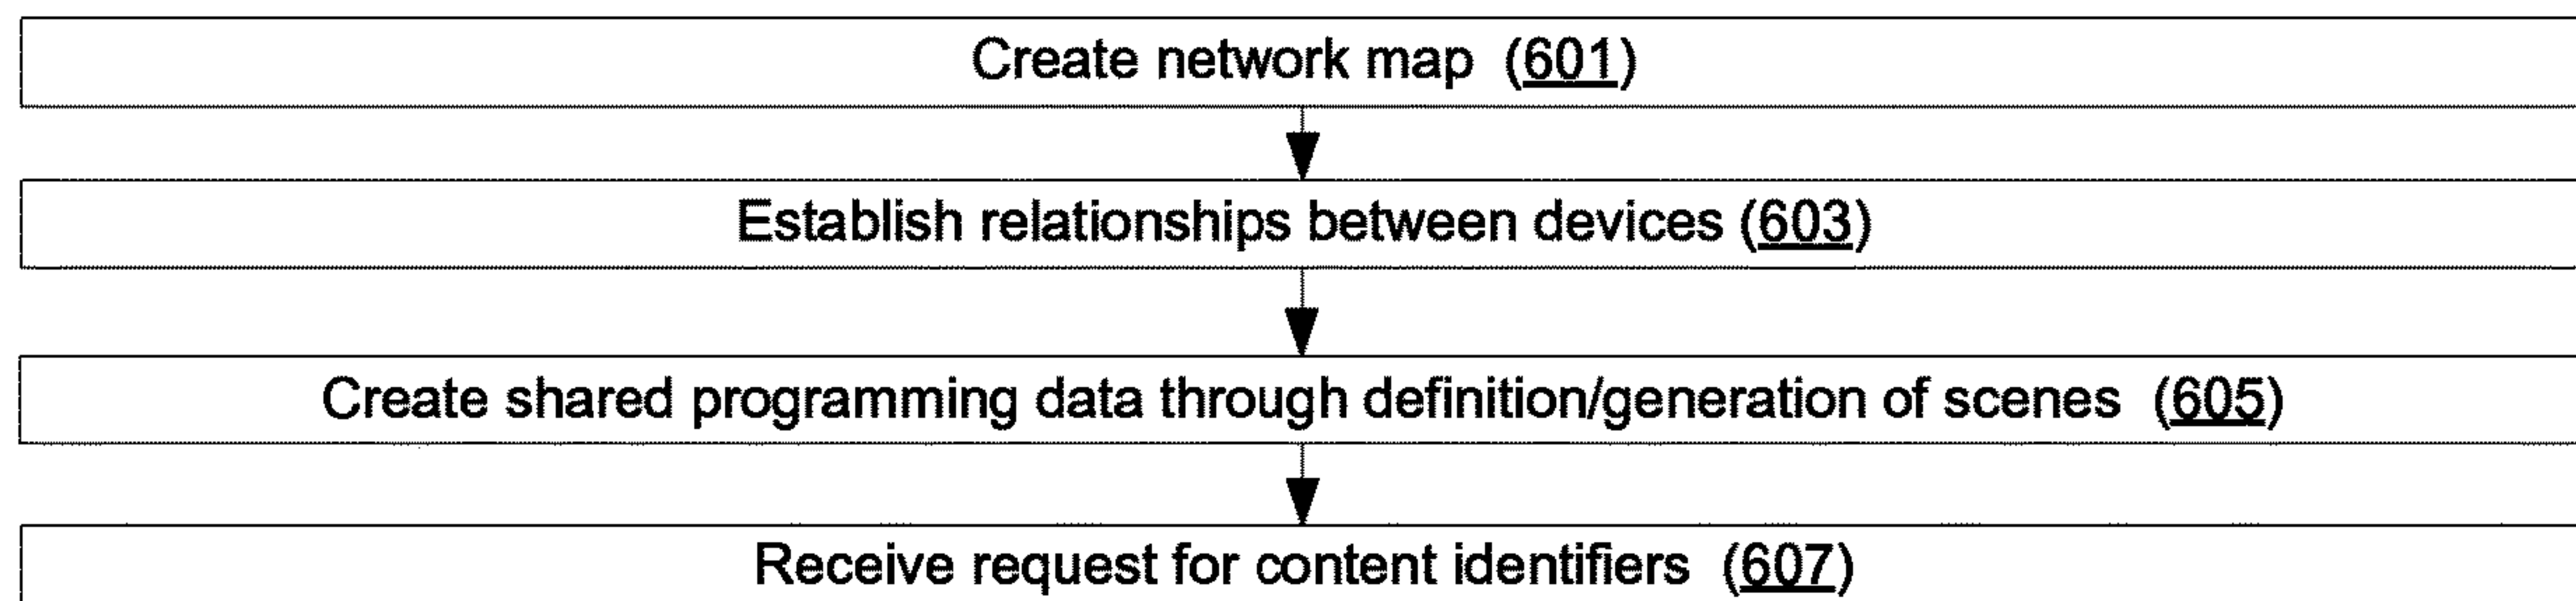 Create network map (601)
Establish relationships between devices (603)
Create shared programming data through definition/generation of scenes (605)
Receive request for content identifiers (607)